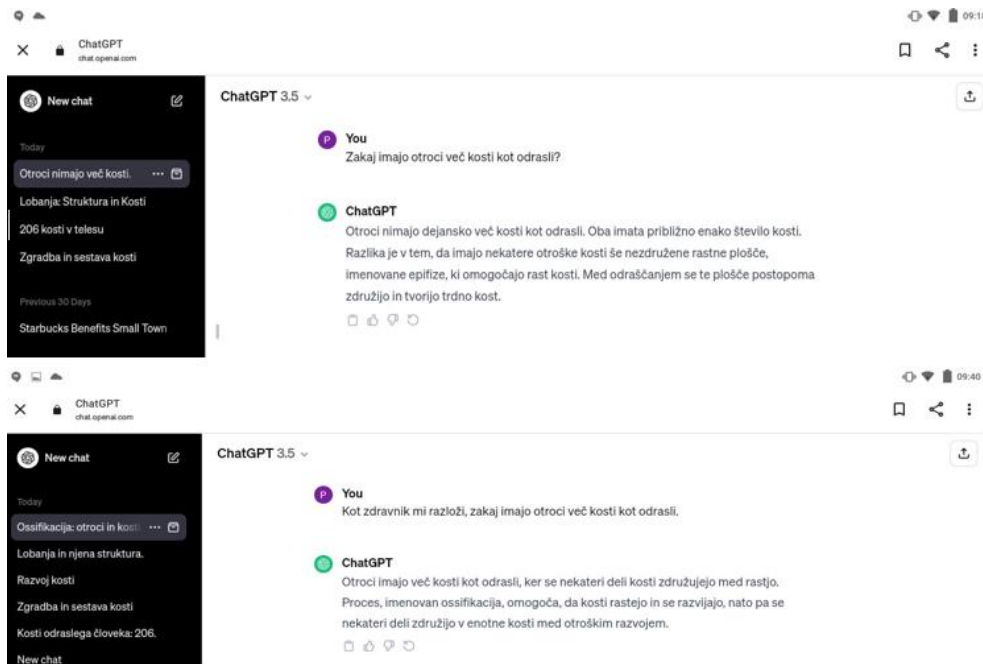 09:18
ChatGPT
chat.openai.com
New chat
Today
Otroci nimajo več kosti.
Lobanja: Struktura in Kosti
206 kosti v telesu
Zgradba in sestava kosti
Previous 30 Days
Starbucks Benefits Small Town
ChatGPT 3.5
P You
Zakaj imajo otroci več kosti kot odrasli?
ChatGPT
Otroci nimajo dejansko več kosti kot odrasli. Oba imata približno enako število kosti.
Razlika je v tem, da imajo nekatere otroške kosti še nezdružene rastne plošče,
imenovane epifize, ki omogočajo rast kosti. Med odraščanjem se te plošče postopoma
združijo in tvorijo trdno kost.
09:40
ChatGPT
chat.openai.com
New chat
Today
Ossifikacija: otroci in kosti
Lobanja in njena struktura.
Razvoj kosti
Zgradba in sestava kosti
Kosti odraslega človeka: 206.
New chat
ChatGPT 3.5
P You
Kot zdravnik mi razloži, zakaj imajo otroci več kosti kot odrasli.
ChatGPT
Otroci imajo več kosti kot odrasli, ker se nekateri deli kosti združujejo med rastjo.
Proces, imenovan ossifikacija, omogoča, da kosti rastejo in se razvijajo, nato pa se
nekateri deli združijo v enotne kosti med otroškim razvojem.